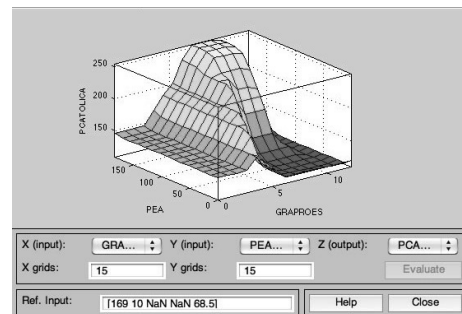 250
200
150
PCATOLICA
150
100
50
0
PEA
0
5
10
GRAPROES
X (input): GRA... Y (input): PEA... Z (output): PCA...
X grids: 15 Y grids: 15 Evaluate
Ref. Input: [169 10 NaN NaN 68.5] Help Close